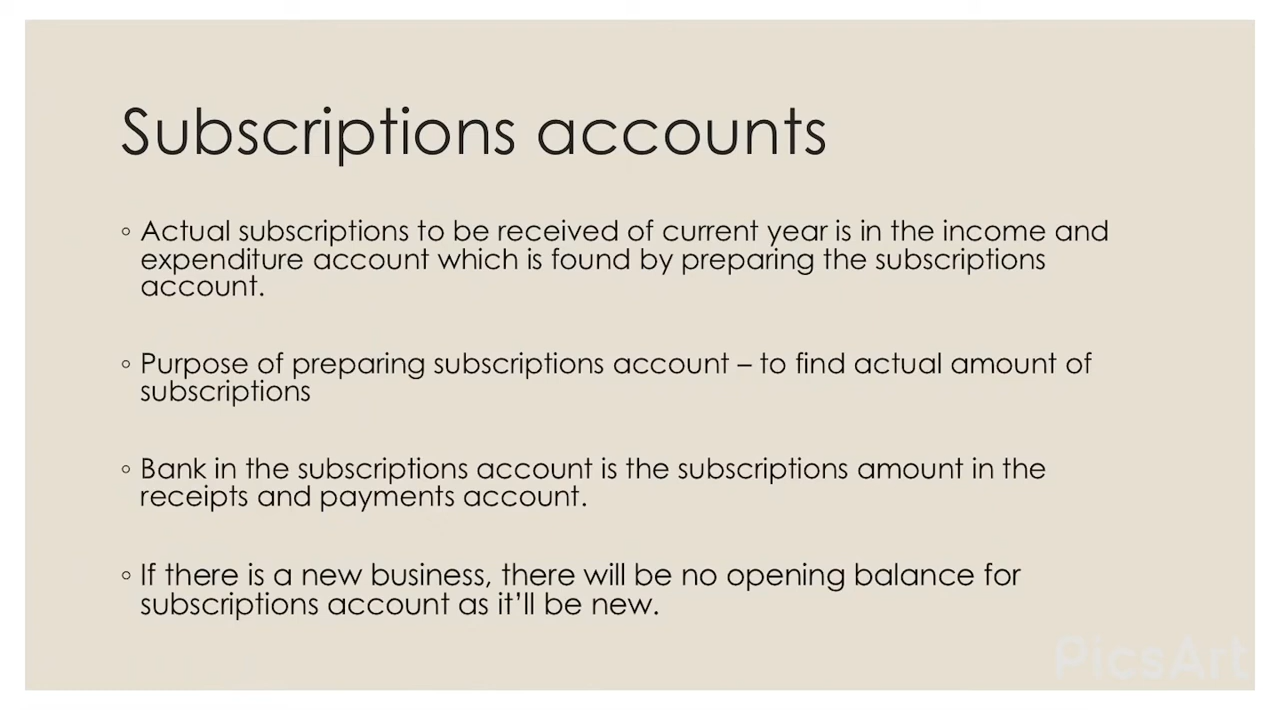 Subscriptions accounts
◦ Actual subscriptions to be received of current year is in the income and
expenditure account which is found by preparing the subscriptions
account.
◦ Purpose of preparing subscriptions account – to find actual amount of
subscriptions
◦ Bank in the subscriptions account is the subscriptions amount in the
receipts and payments account.
◦ If there is a new business, there will be no opening balance for
subscriptions account as it’ll be new.
PicsArt